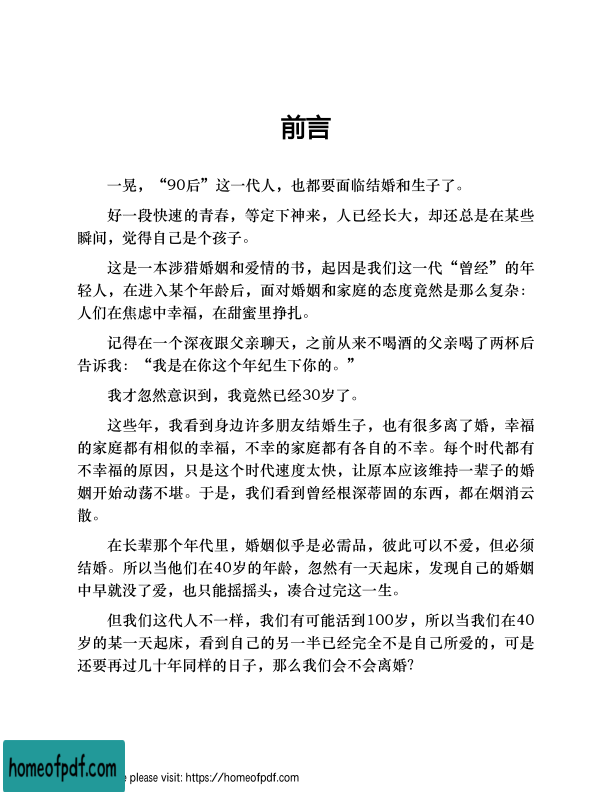 前言
一晃，“90后”这一代人，也都要面临结婚和生子了。
好一段快速的青春，等定下神来，人已经长大，却还总是在某些
瞬间，觉得自己是个孩子。
这是一本涉猎婚姻和爱情的书，起因是我们这一代“曾经”的年
轻人，在进入某个年龄后，面对婚姻和家庭的态度竟然是那么复杂：
人们在焦虑中幸福，在甜蜜里挣扎。
记得在一个深夜跟父亲聊天，之前从来不喝酒的父亲喝了两杯后
告诉我：“我是在你这个年纪生下你的。”
我才忽然意识到，我竟然已经30岁了。
这些年，我看到身边许多朋友结婚生子，也有很多离了婚，幸福
的家庭都有相似的幸福，不幸的家庭都有各自的不幸。每个时代都有
不幸福的原因，只是这个时代速度太快，让原本应该维持一辈子的婚
姻开始动荡不堪。于是，我们看到曾经根深蒂固的东西，都在烟消云
散。
在长辈那个年代里，婚姻似乎是必需品，彼此可以不爱，但必须
结婚。所以当他们在40岁的年龄，忽然有一天起床，发现自己的婚姻
中早就没了爱，也只能摇摇头，凑合过完这一生。
但我们这代人不一样，我们有可能活到100岁，所以当我们在40
岁的某一天起床，看到自己的另一半已经完全不是自己所爱的，可是
还要再过几十年同样的日子，那么我们会不会离婚？
homeofpdf.com
e please visit: https://homeofpdf.com